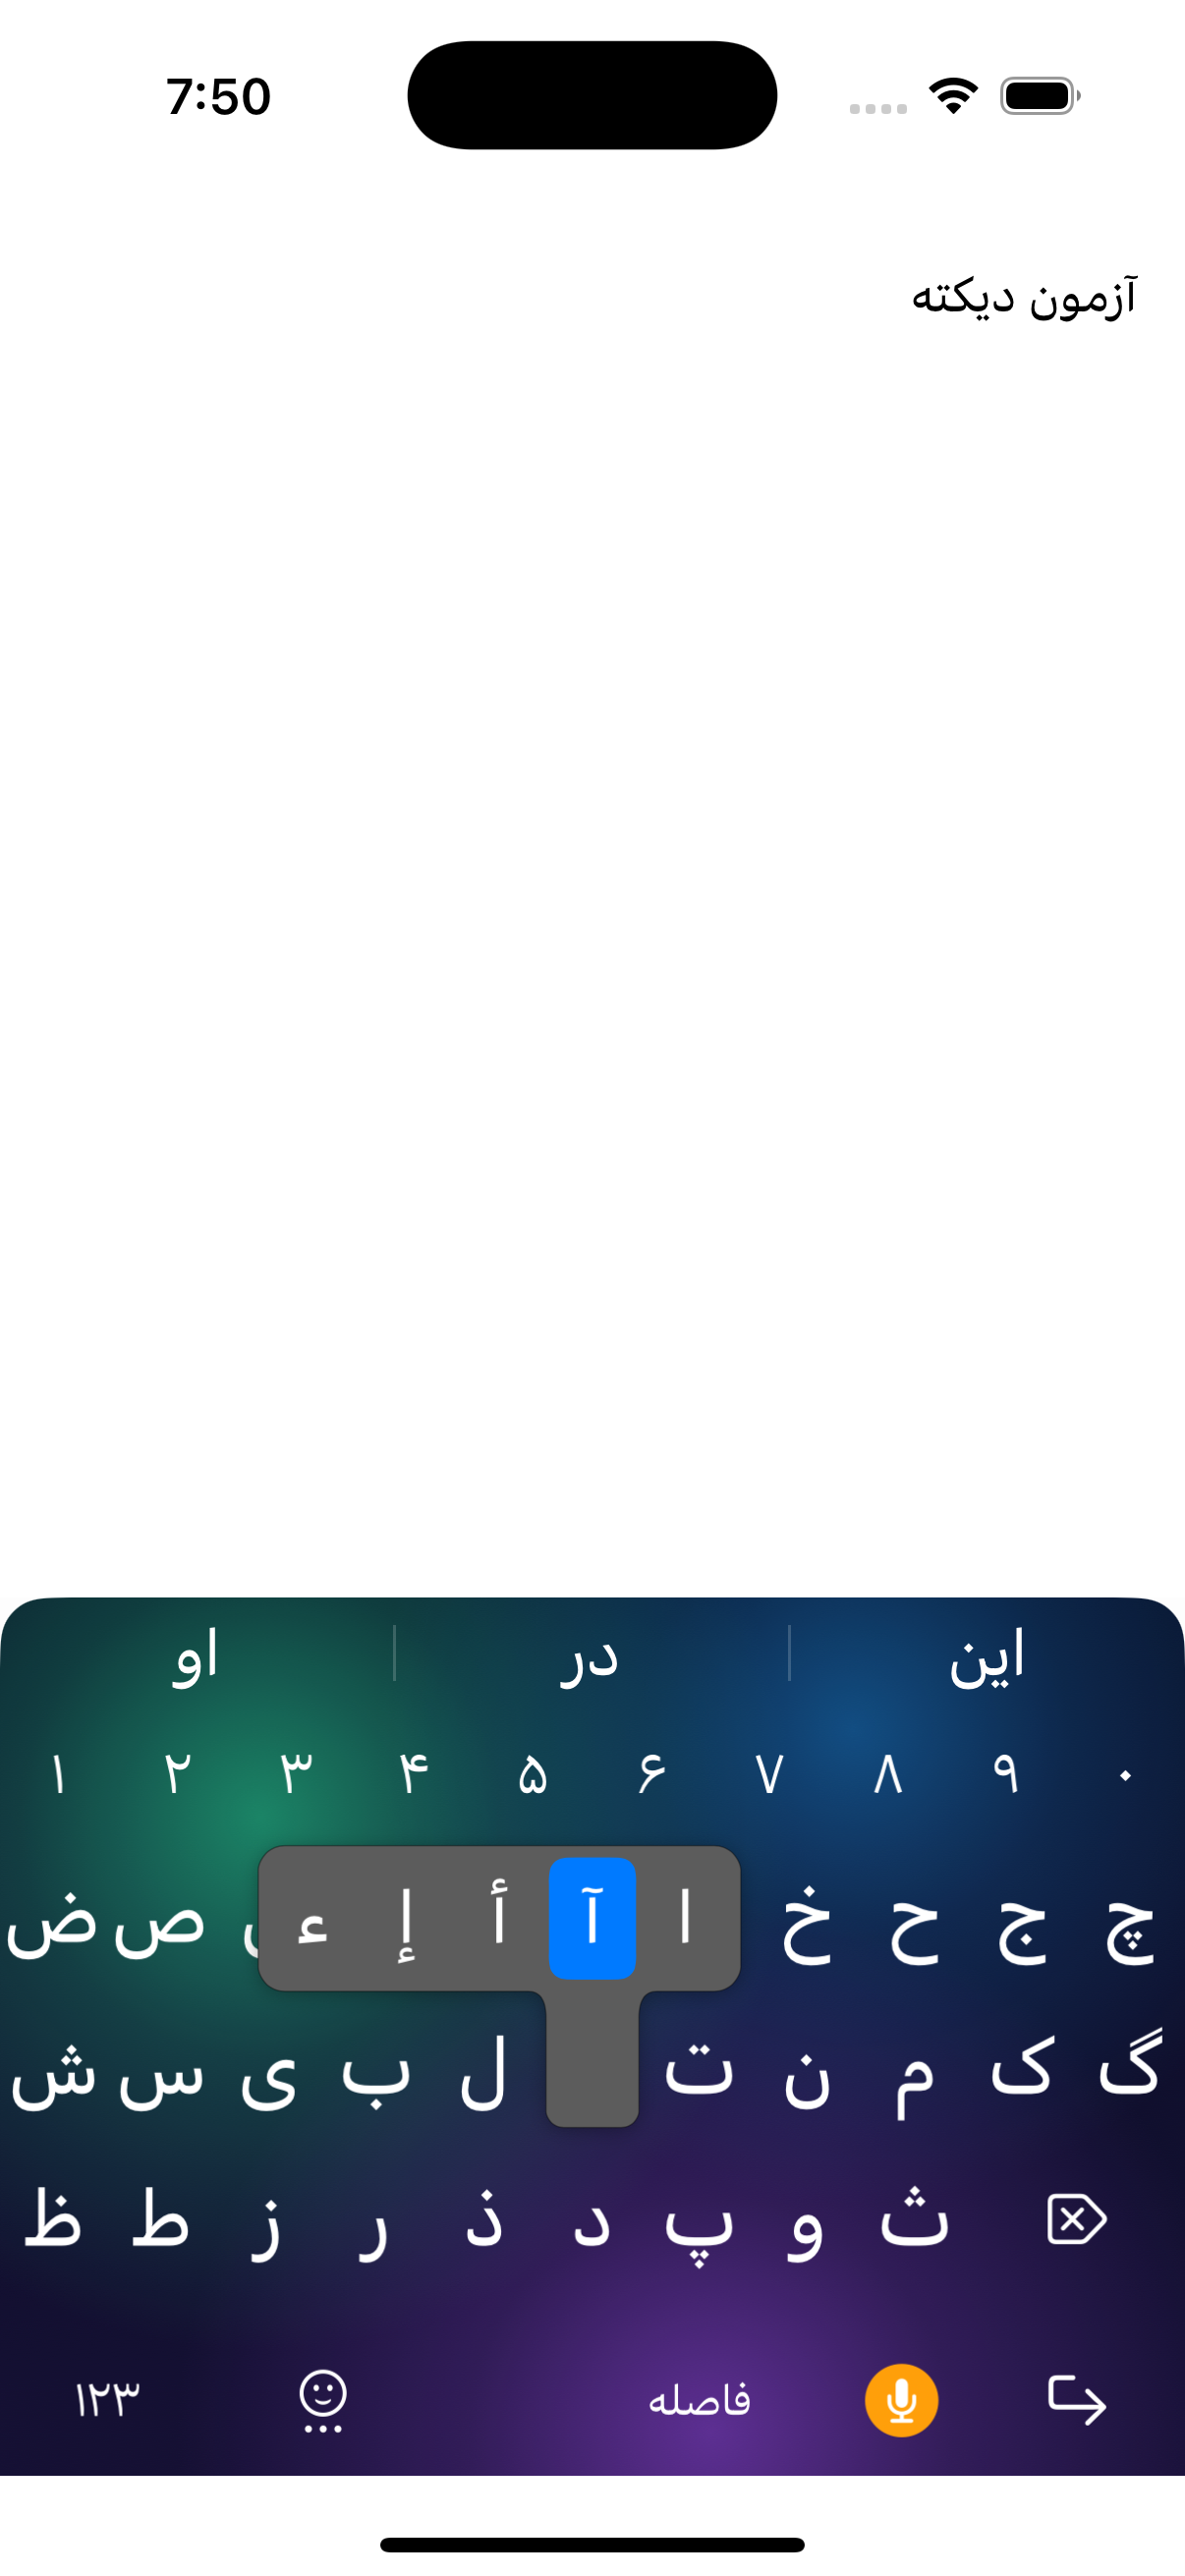 7:50
آزمون دیکته
این در او
۱ ۲ ۳ ۴ ۵ ۶ ۷ ۸ ۹ ۰
ء إ أ آ ا
ض ص خ ح ج چ
ش س ی ب ل ت ن م ک گ
ظ ط ز ر ذ د پ و ث
۱۲۳ فاصله